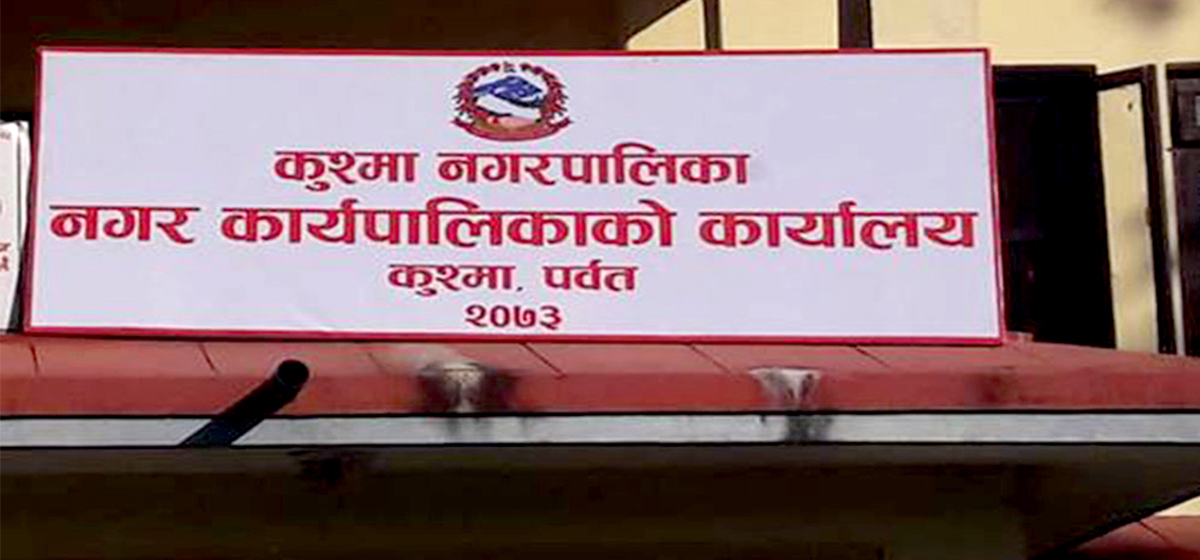 कुश्मा नगरपालिका
नगर कार्यपालिकाको कार्यालय
कुश्मा, पर्वत
२०७३